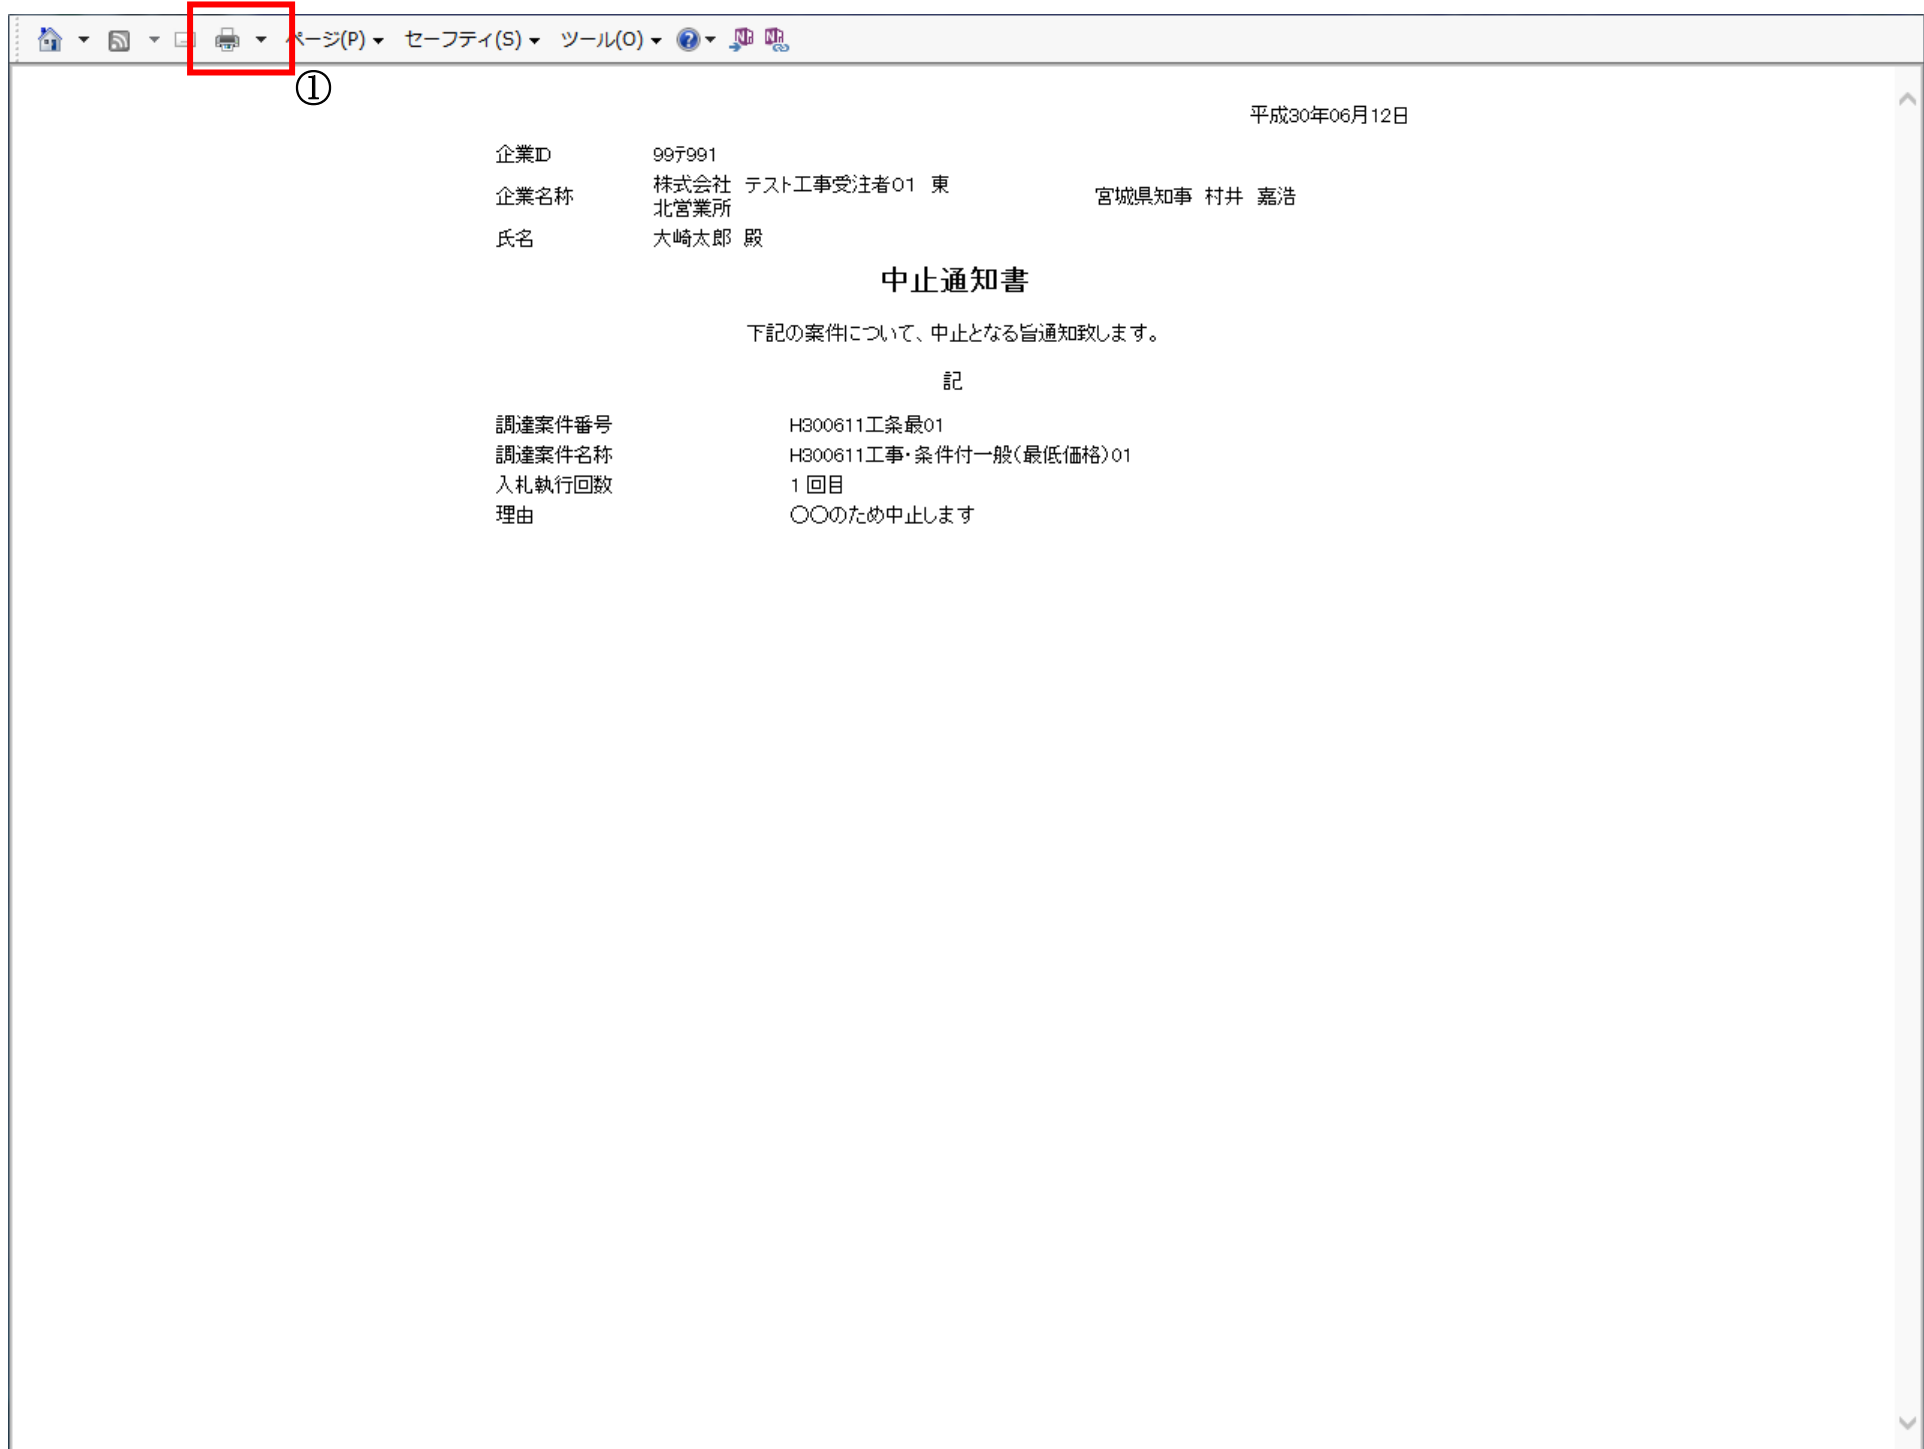 ページ(P) セーフティ(S) ツール(O)
①
平成30年06月12日
企業ID 99ﾃ991
企業名称 株式会社 テスト工事受注者01 東
北営業所
宮城県知事 村井 嘉浩
氏名 大崎太郎 殿
中止通知書
下記の案件について、中止となる旨通知致します。
記
調達案件番号 H300611工条最01
調達案件名称 H300611工事・条件付一般(最低価格)01
入札執行回数 1 回目
理由 〇〇のため中止します